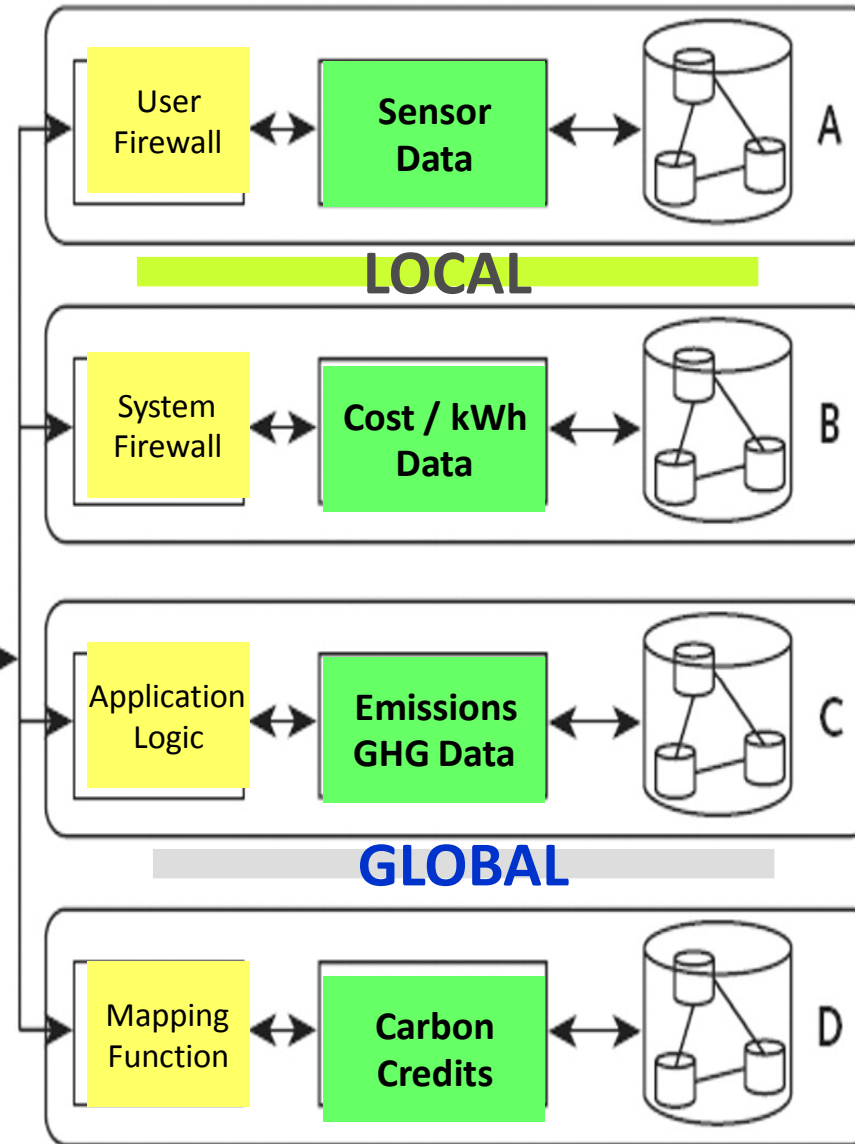 User
Firewall
Sensor
Data
A
LOCAL
System
Firewall
Cost / kWh
Data
B
Application
Logic
Emissions
GHG Data
C
GLOBAL
Mapping
Function
Carbon
Credits
D